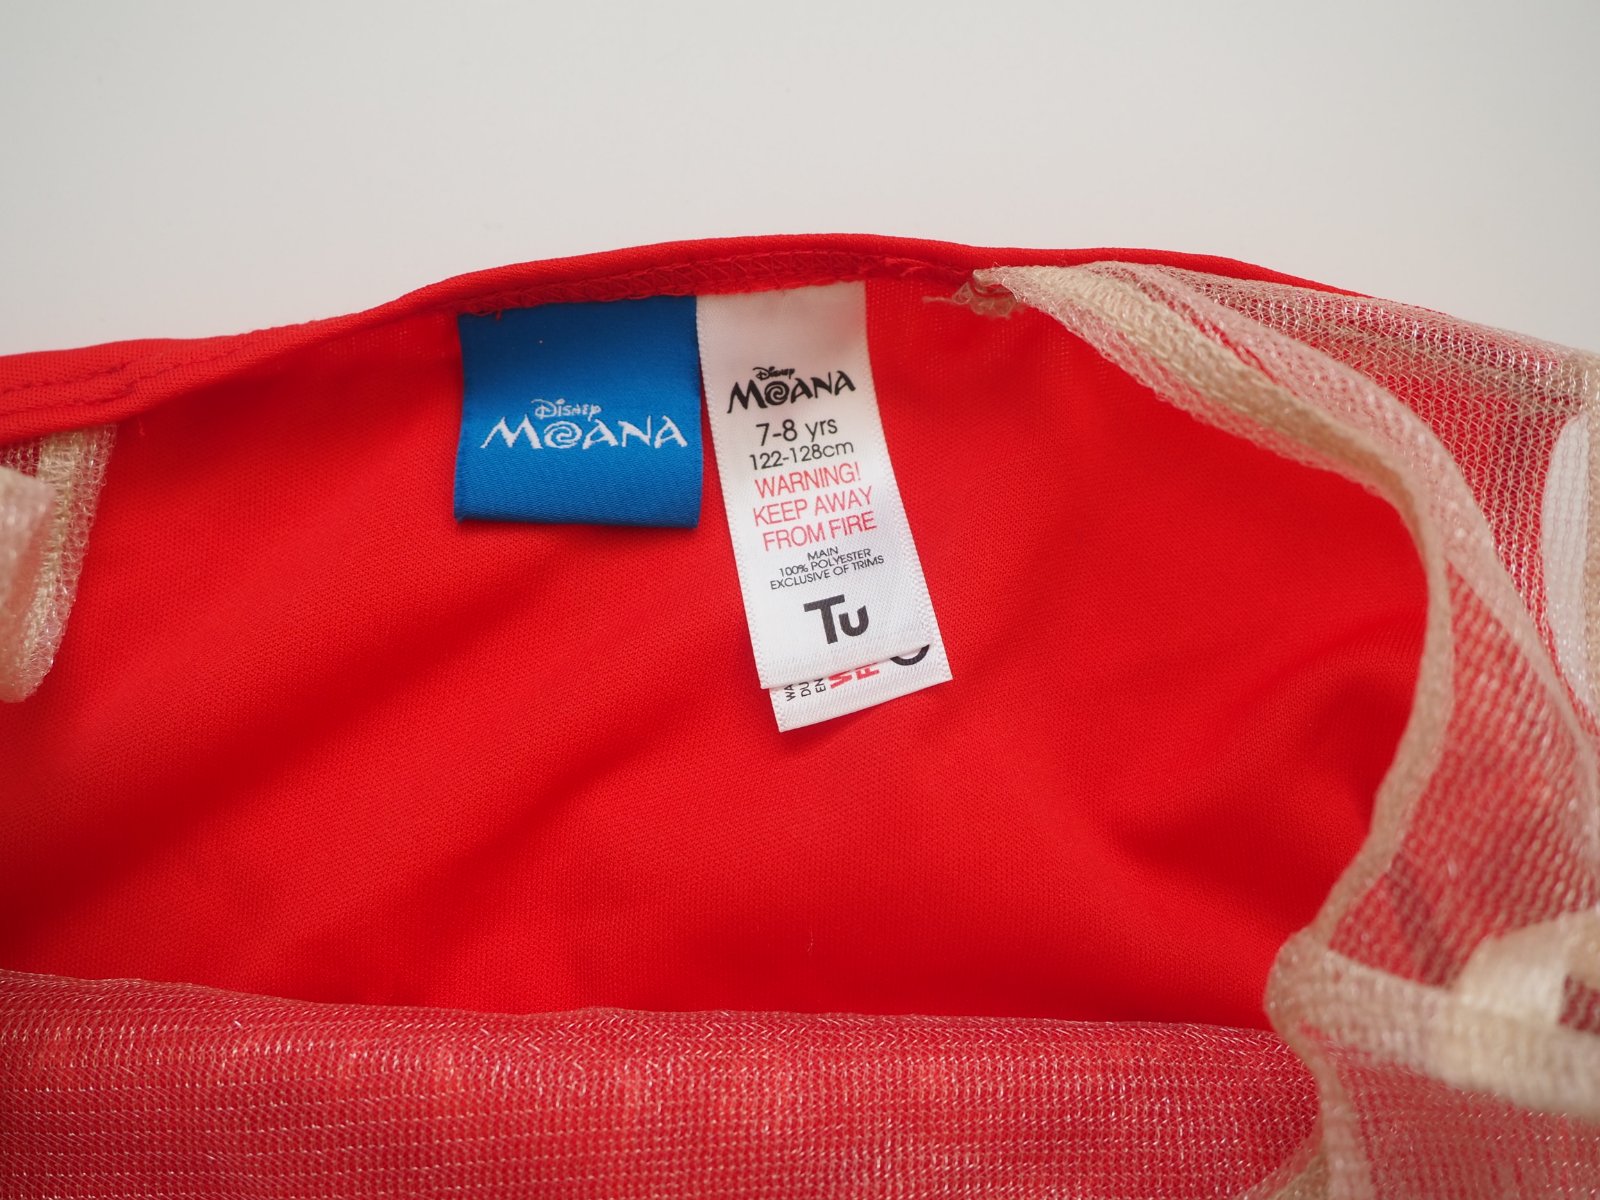 Disney
MOANA
Disney
MOANA
7-8 yrs
122-128cm
WARNING!
KEEP AWAY
FROM FIRE
MAIN
100% POLYESTER
EXCLUSIVE OF TRIMS
Tu